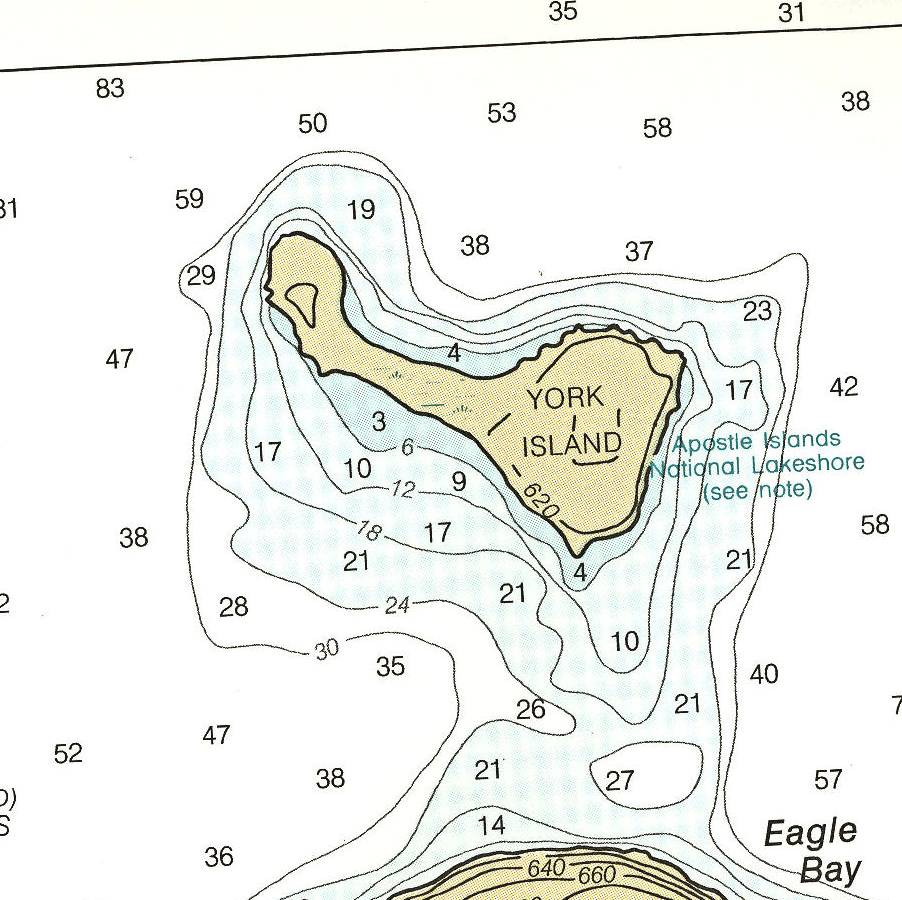 35 31
83
50 53 58 38
31 59 19
38 37
29 23
47 4 17 42
YORK
ISLAND
3 6
Apostle Islands
National Lakeshore
(see note)
17 10 12 9 620
38 18 17 58
21 4 21
21
28 24
30 35 10 40
26 21
52 47
38 21 27 57
14
Eagle
Bay
36
640 660